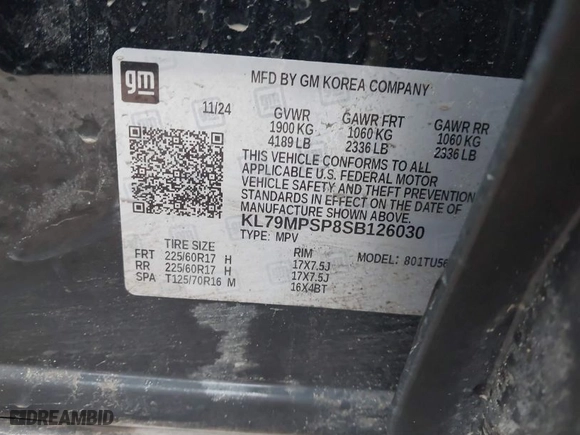 gm
MFD BY GM KOREA COMPANY
11/24 GVWR GAWR FRT GAWR RR
1900 KG 1060 KG 1060 KG
4189 LB 2336 LB 2336 LB
THIS VEHICLE CONFORMS TO ALL
APPLICABLE U.S. FEDERAL MOTOR
VEHICLE SAFETY AND THEFT PREVENTION
STANDARDS IN EFFECT ON THE DATE OF
MANUFACTURE SHOWN ABOVE.
KL79MPSP8SB126030
TYPE: MPV
TIRE SIZE RIM MODEL: 801TU56
FRT 225/60R17 H 17X7.5J
RR 225/60R17 H 17X7.5J
SPA T125/70R16 M 16X4BT
DREAMBID